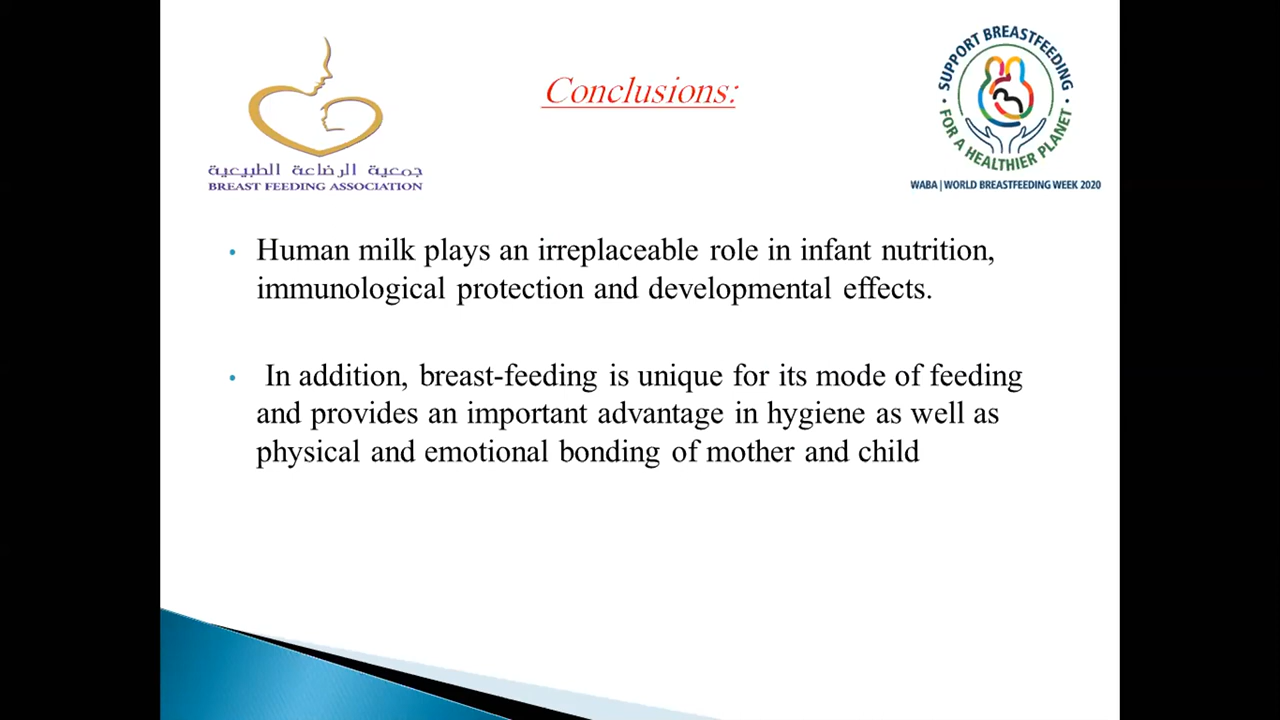 Conclusions:
جمعية الرضاعة الطبيعية
BREAST FEEDING ASSOCIATION
SUPPORT BREASTFEEDING
· FOR A HEALTHIER PLANET ·
WABA | WORLD BREASTFEEDING WEEK 2020
• Human milk plays an irreplaceable role in infant nutrition,
immunological protection and developmental effects.
• In addition, breast-feeding is unique for its mode of feeding
and provides an important advantage in hygiene as well as
physical and emotional bonding of mother and child